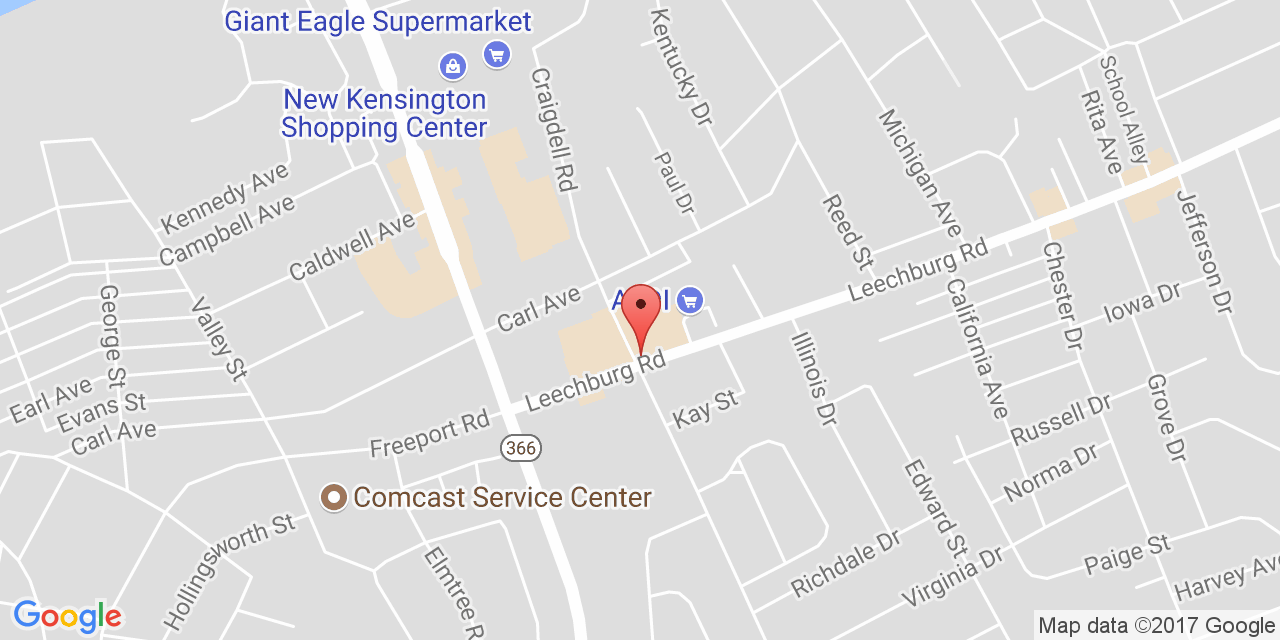 Giant Eagle Supermarket
New Kensington
Shopping Center
Kentucky Dr
School Alley
Rita Ave
Craigdell Rd
Michigan Ave
Paul Dr
Kennedy Ave
Campbell Ave
Caldwell Ave
Reed St
Jefferson Dr
Leechburg Rd
Chester Dr
California Ave
Iowa Dr
George St
Valley St
Carl Ave
Illinois Dr
Leechburg Rd
Earl Ave
Evans St
Carl Ave
Freeport Rd
366
Kay St
Grove Dr
Russell Dr
Norma Dr
Comcast Service Center
Edward St
Hollingsworth St
Elmtree R
Richdale Dr
Virginia Dr
Paige St
Harvey Ave
Google
Map data ©2017 Google